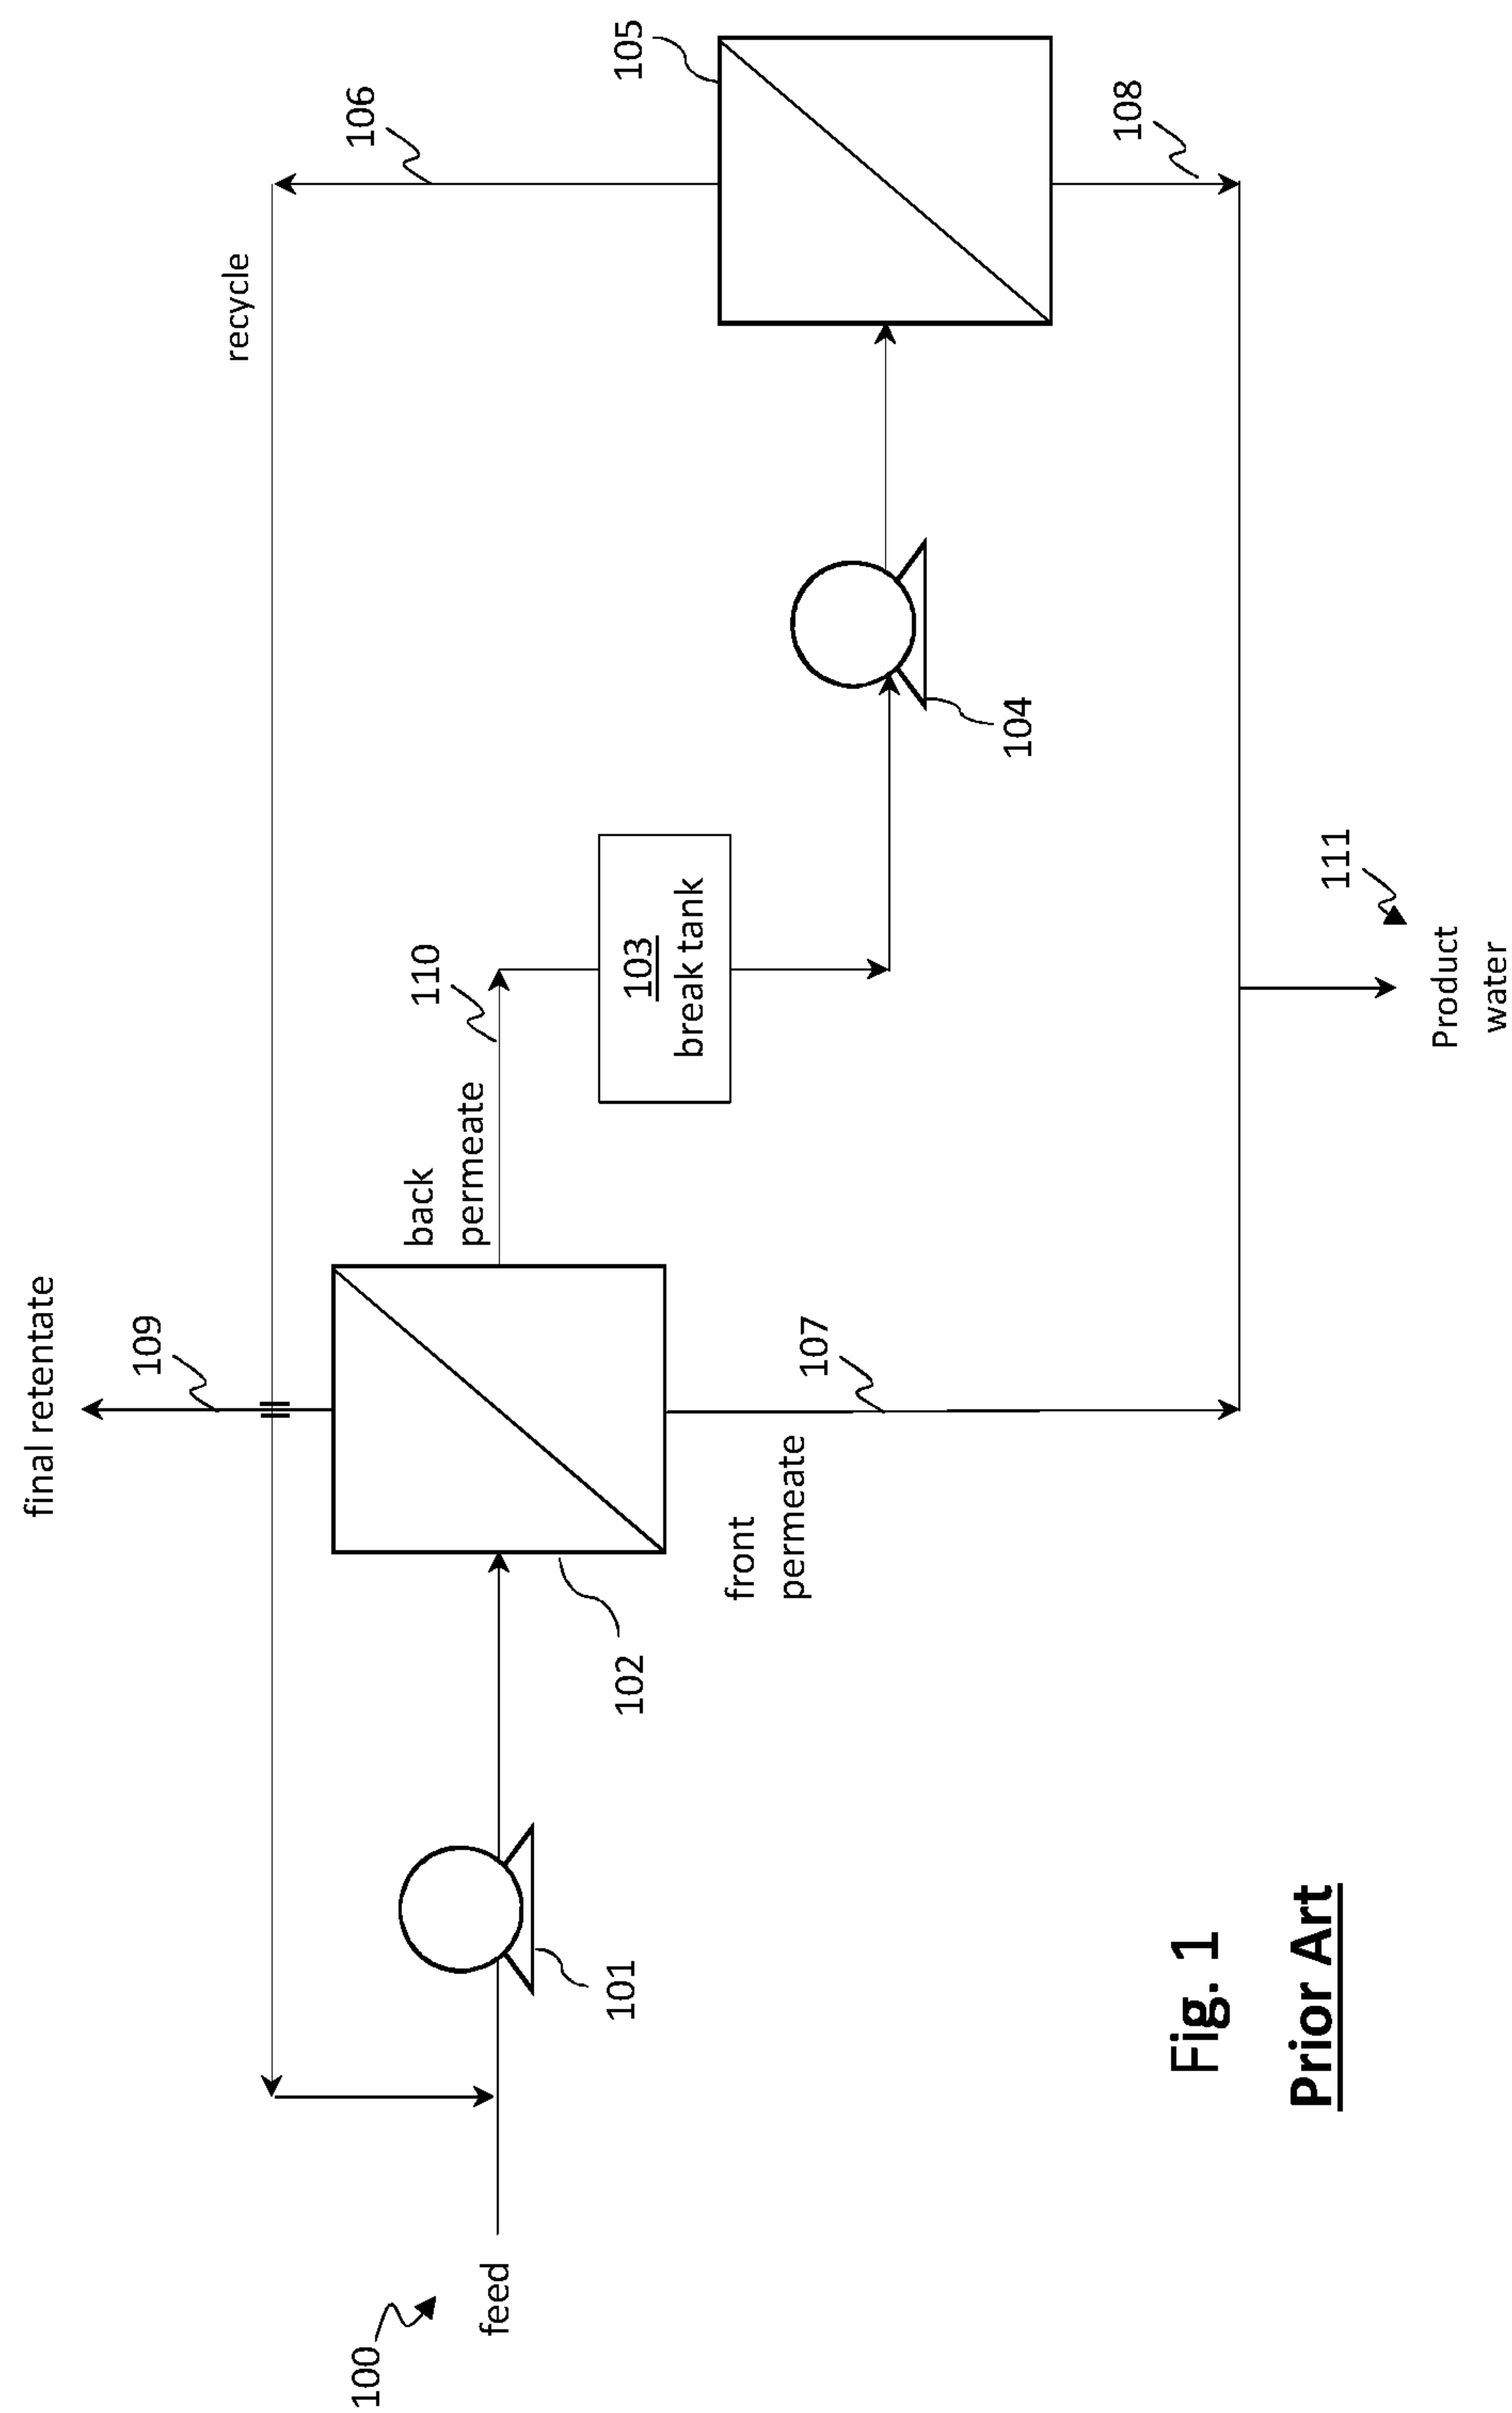 final retentate
109
recycle
106
105
back
permeate
110
103
break tank
104
108
100
feed
101
102
front
permeate
107
111
Product
water
Fig. 1
Prior Art